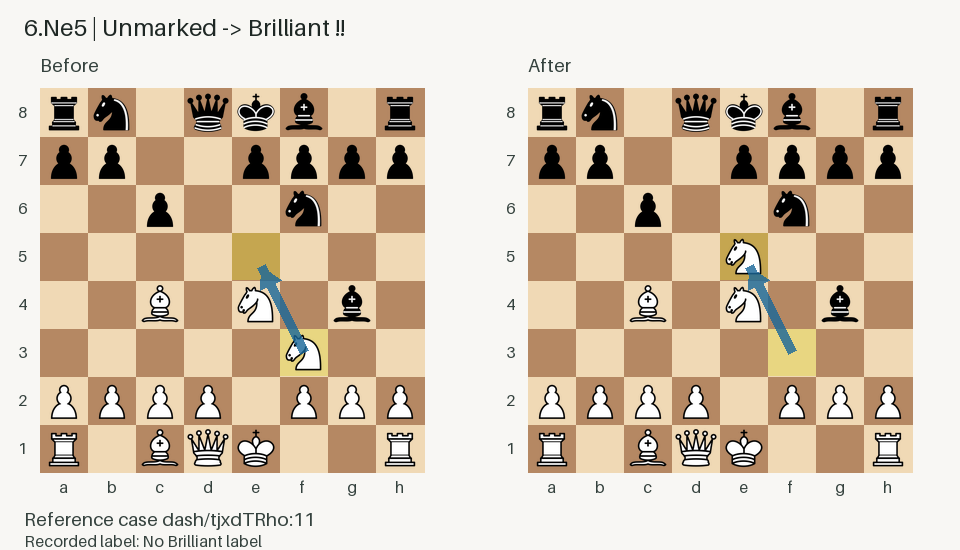 6.Ne5 | Unmarked -> Brilliant !!
Before
After
8 8
7 7
6 6
5 5
4 4
3 3
2 2
1 1
a b c d e f g h a b c d e f g h
Reference case dash/tjxdTRho:11
Recorded label: No Brilliant label